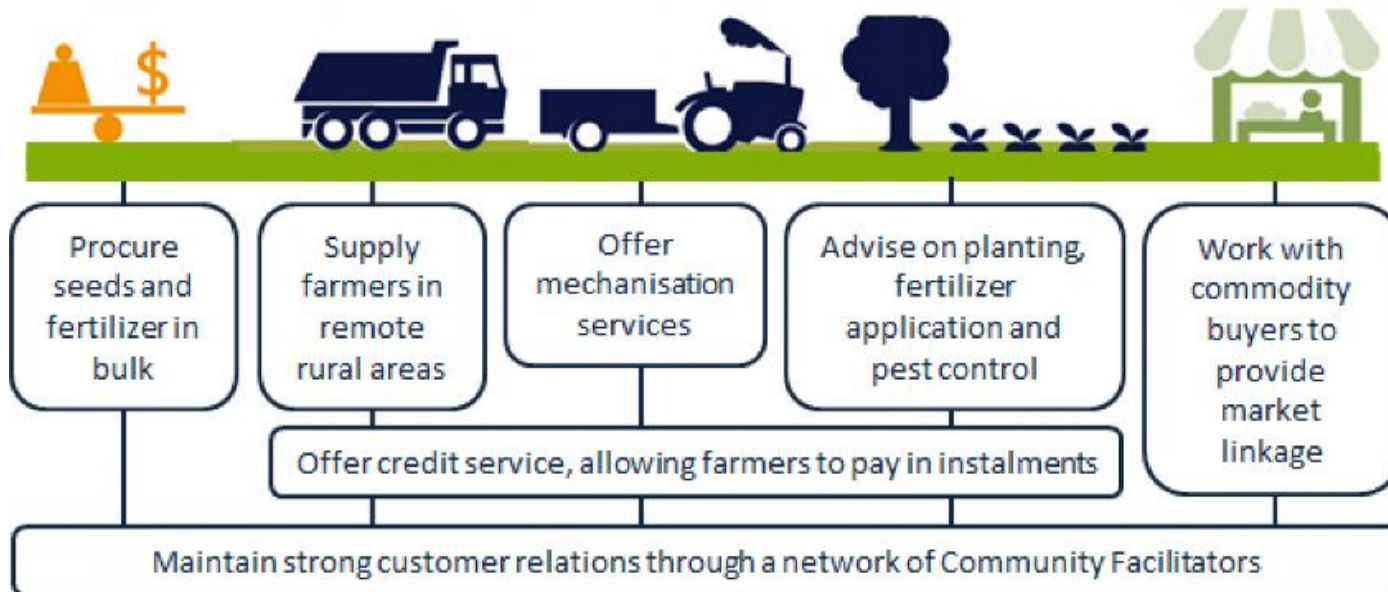 $
Procure
seeds and
fertilizer in
bulk
Supply
farmers in
remote
rural areas
Offer
mechanisation
services
Advise on planting,
fertilizer
application and
pest control
Work with
commodity
buyers to
provide
market
linkage
Offer credit service, allowing farmers to pay in instalments
Maintain strong customer relations through a network of Community Facilitators